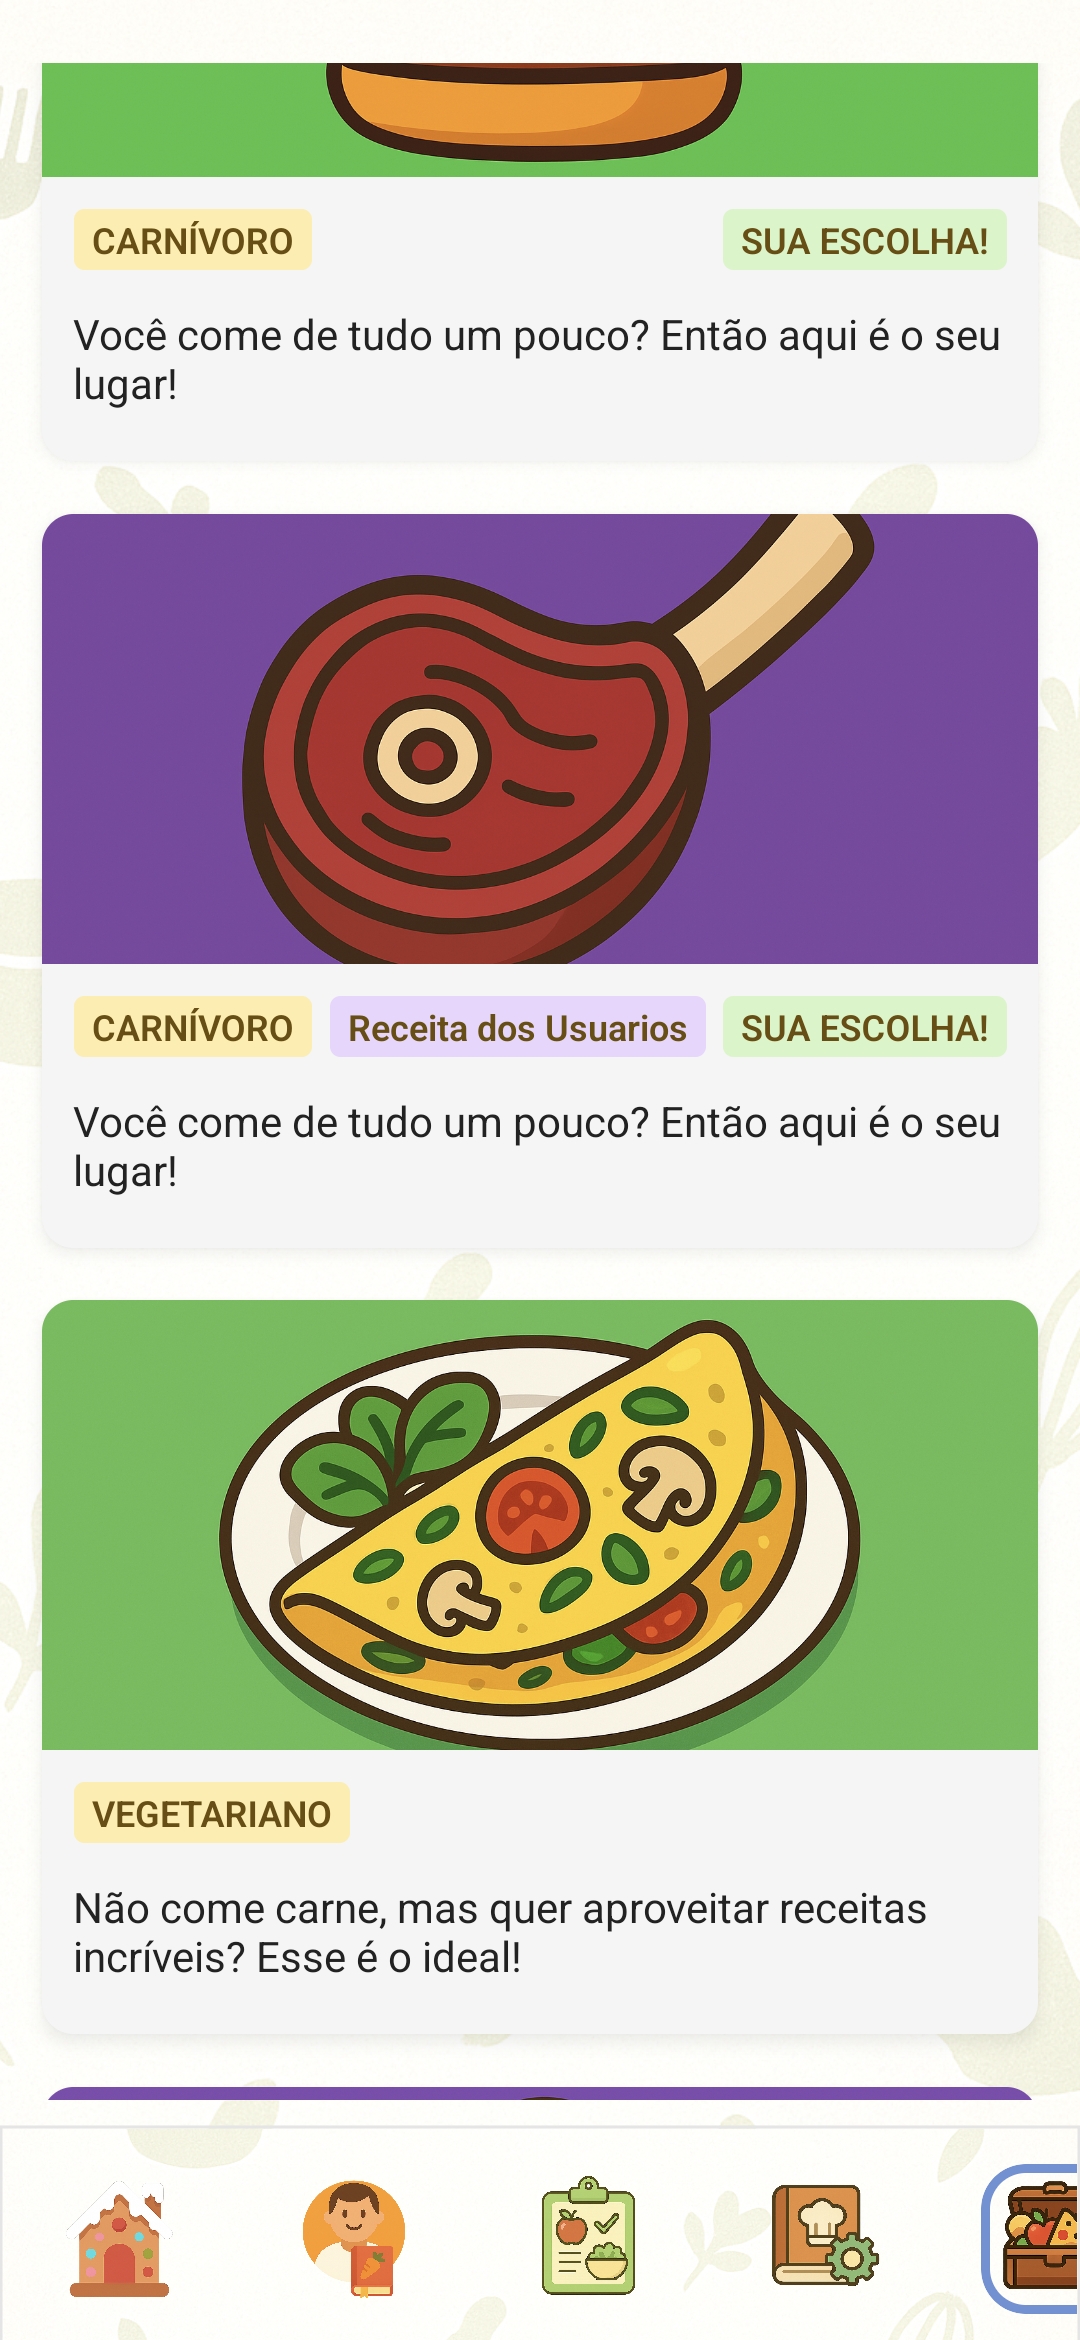 CARNÍVORO SUA ESCOLHA!
Você come de tudo um pouco? Então aqui é o seu
lugar!
CARNÍVORO Receita dos Usuarios SUA ESCOLHA!
Você come de tudo um pouco? Então aqui é o seu
lugar!
VEGETARIANO
Não come carne, mas quer aproveitar receitas
incríveis? Esse é o ideal!